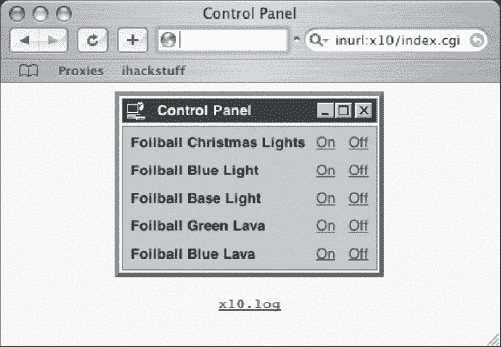 Control Panel
inurl:x10/index.cgi
Proxies ihackstuff
Control Panel
Foilball Christmas Lights On Off
Foilball Blue Light On Off
Foilball Base Light On Off
Foilball Green Lava On Off
Foilball Blue Lava On Off
x10.log